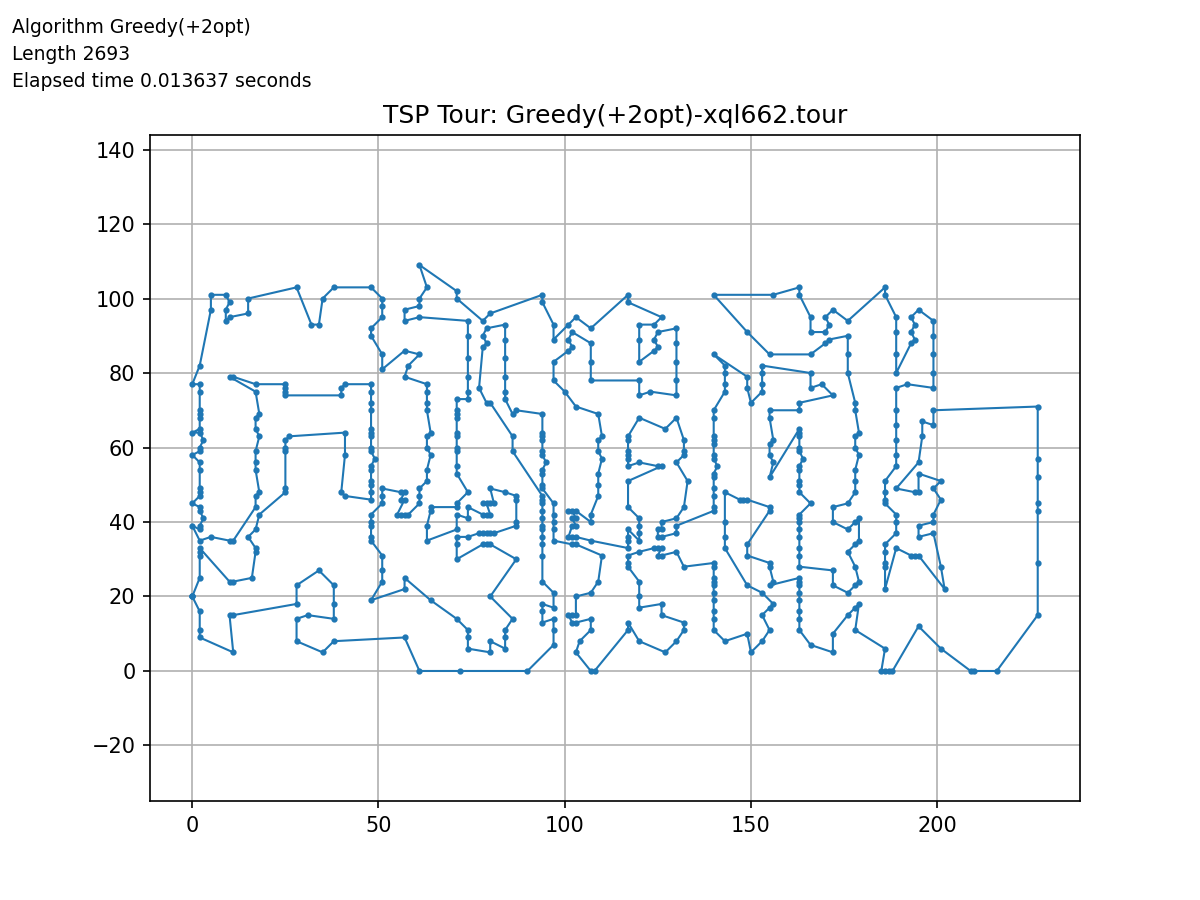 Algorithm Greedy(+2opt)
Length 2693
Elapsed time 0.013637 seconds
TSP Tour: Greedy(+2opt)-xql662.tour
140
120
100
80
60
40
20
0
−20
0 50 100 150 200